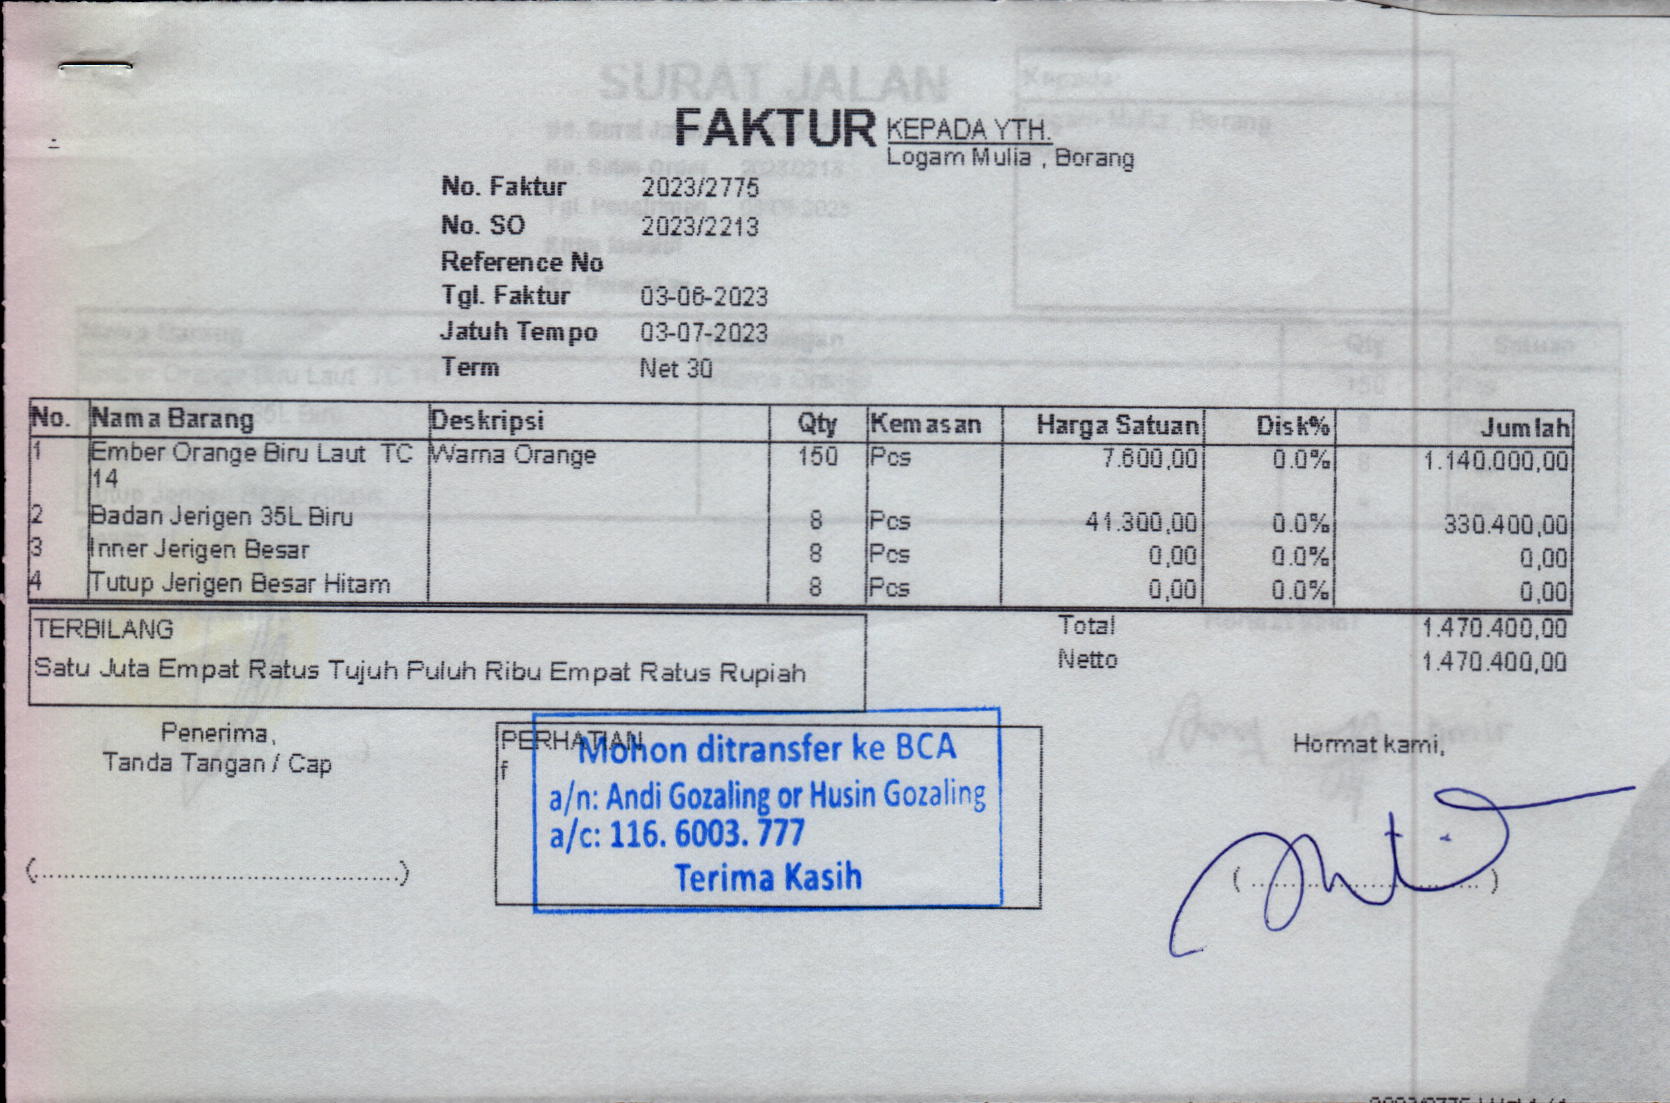 FAKTUR
KEPADA YTH.
Logam Mulia , Borang
No. Faktur 2023/2775
No. SO 2023/2213
Reference No
Tgl. Faktur 03-06-2023
Jatuh Tempo 03-07-2023
Term Net 30
No. Nama Barang Deskripsi Qty Kemasan Harga Satuan Disk% Jumlah
1 Ember Orange Biru Laut TC 14 Warna Orange 150 Pcs 7.600,00 0.0% 1.140.000,00
2 Badan Jerigen 35L Biru 8 Pcs 41.300,00 0.0% 330.400,00
3 Inner Jerigen Besar 8 Pcs 0,00 0.0% 0,00
4 Tutup Jerigen Besar Hitam 8 Pcs 0,00 0.0% 0,00
TERBILANG
Satu Juta Empat Ratus Tujuh Puluh Ribu Empat Ratus Rupiah
Total 1.470.400,00
Netto 1.470.400,00
Penerima,
Tanda Tangan / Cap
(................................................)
PERHATIAN
f
Mohon ditransfer ke BCA
a/n: Andi Gozaling or Husin Gozaling
a/c: 116. 6003. 777
Terima Kasih
Hormat kami,
(................................)
SURAT JALAN
Kepada
Logam Mulia , Borang